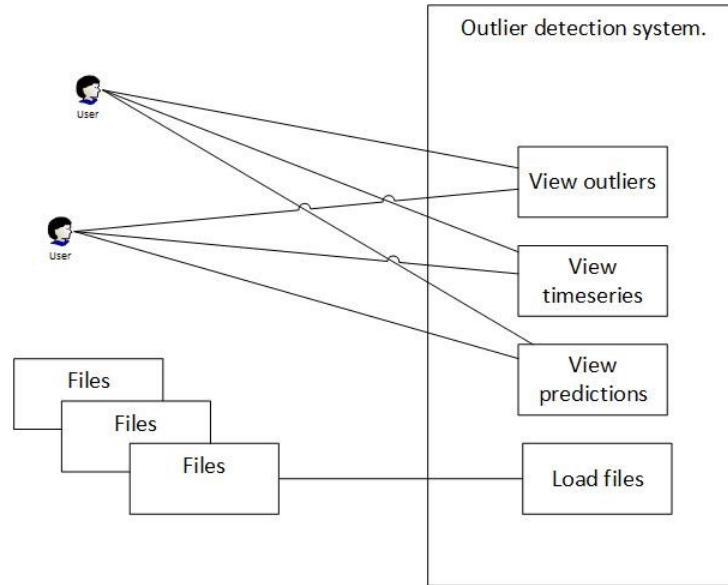 Outlier detection system.
User
View outliers
User
View
timeseries
View
predictions
Files
Files
Files
Load files